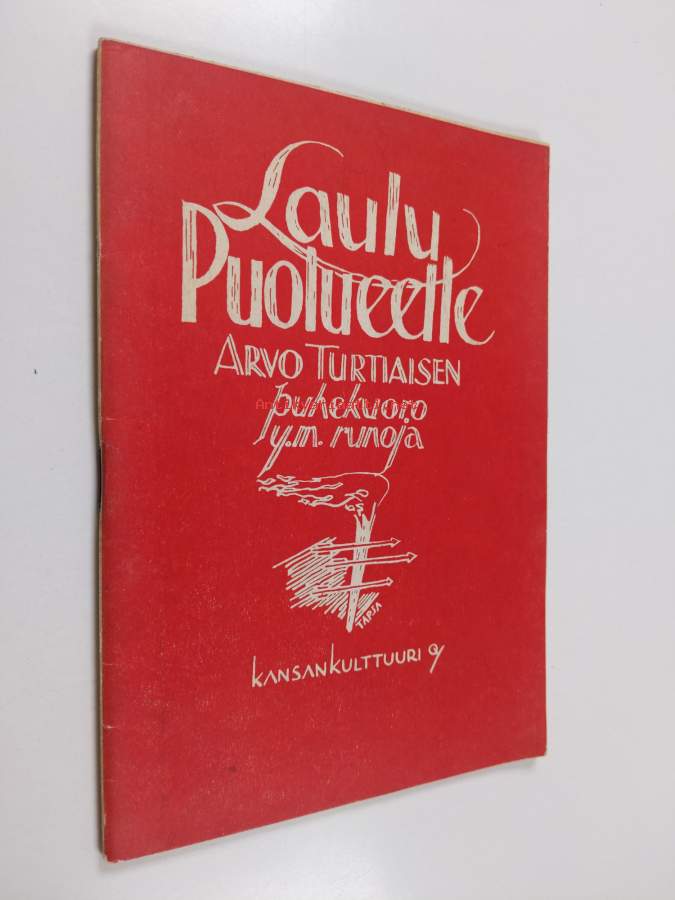 Laulu
Puolueelle
ARVO TURTIAISEN
puhekuoro
y.m. runoja
TAPSA
KANSANKULTTUURI OY